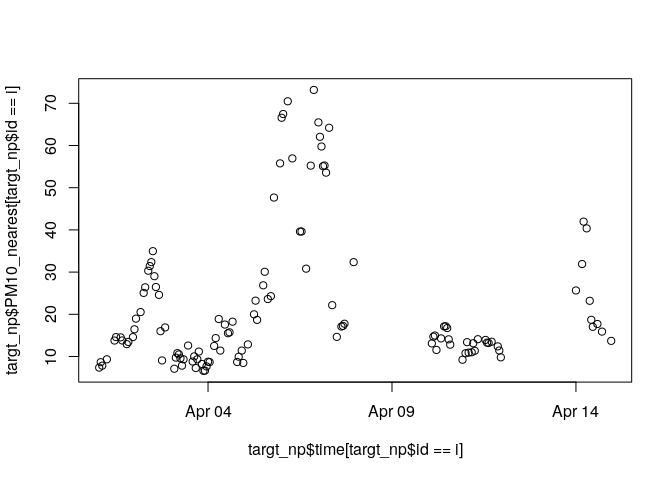 targt_np$PM10_nearest[targt_np$id == i]
70
60
50
40
30
20
10
Apr 04
Apr 09
Apr 14
targt_np$time[targt_np$id == i]